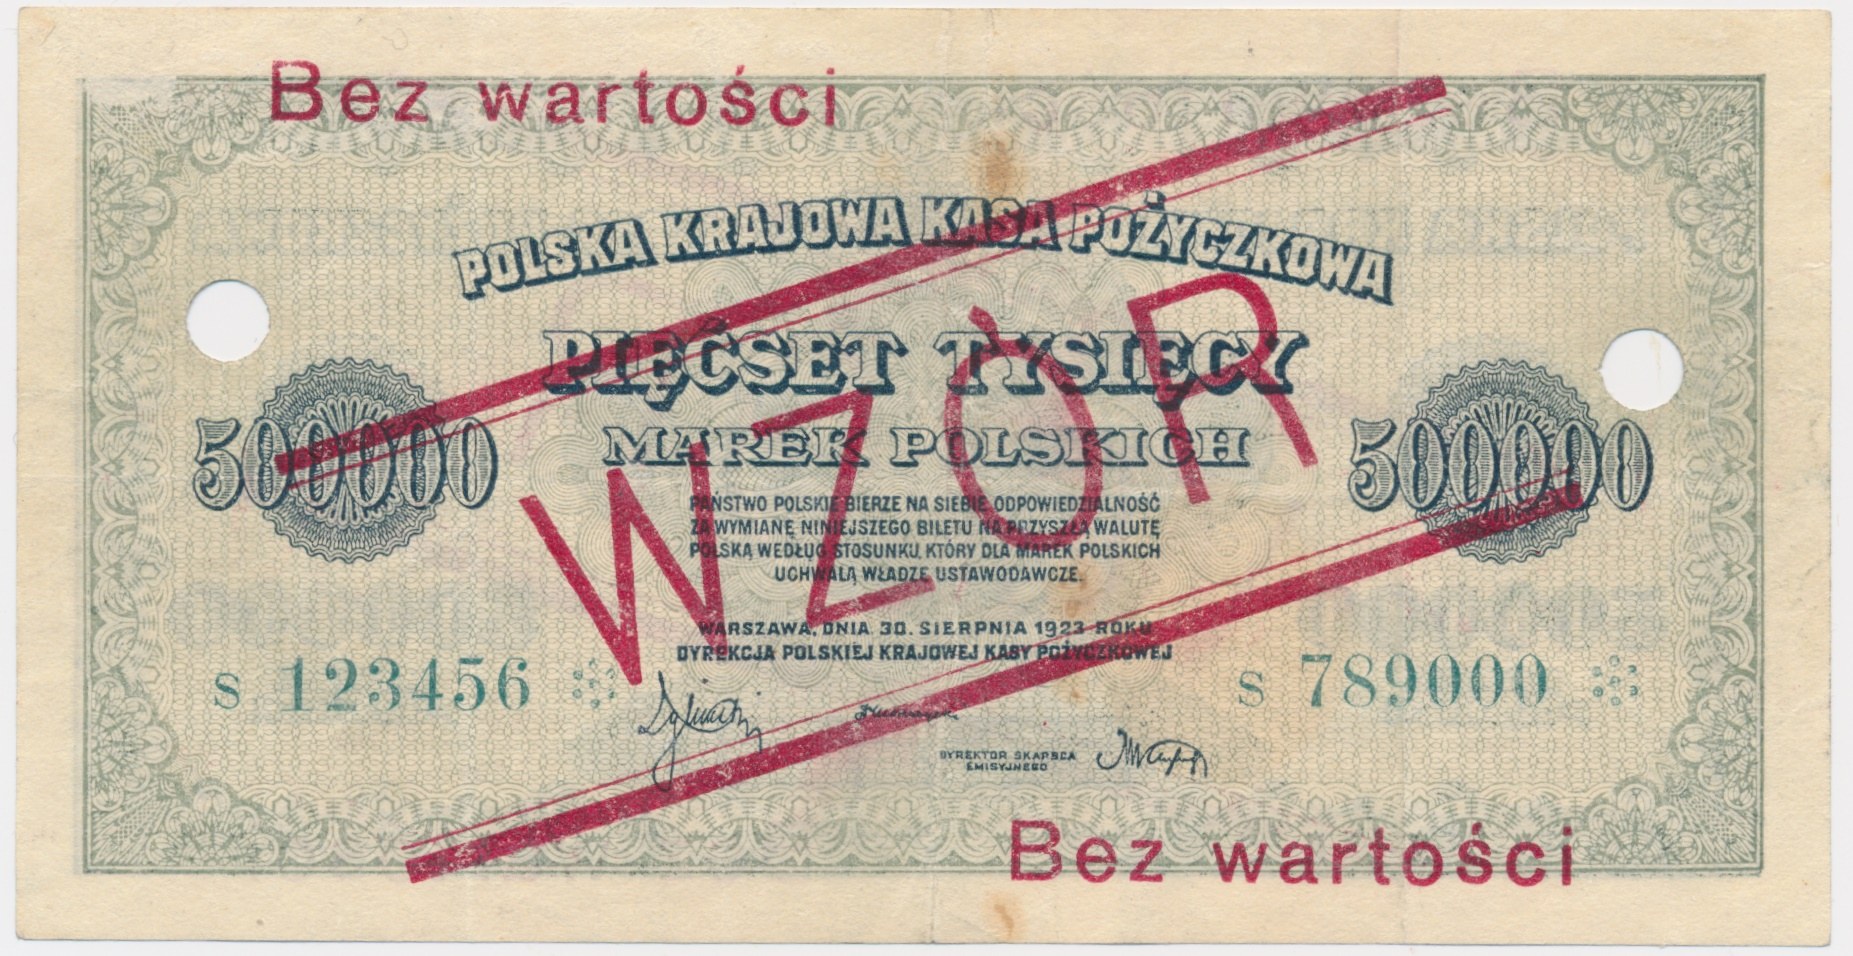 Bez wartości
POLSKA KRAJOWA KASA POŻYCZKOWA
PIĘĆSET TYSIĘCY
MAREK POLSKICH
500000
500000
WZÓR
PAŃSTWO POLSKIE BIERZE NA SIEBIE ODPOWIEDZIALNOŚĆ
ZA WYMIANĘ NINIEJSZEGO BILETU NA PRZYSZŁĄ WALUTĘ
POLSKĄ WEDŁUG STOSUNKU, KTÓRY DLA MAREK POLSKICH
UCHWALĄ WŁADZE USTAWODAWCZE.
WARSZAWA, DNIA 30. SIERPNIA 1923 ROKU
DYREKCJA POLSKIEJ KRAJOWEJ KASY POŻYCZKOWEJ
S 123456
S 789000
DYREKTOR SKARBCA
EMISYJNEGO
Bez wartości